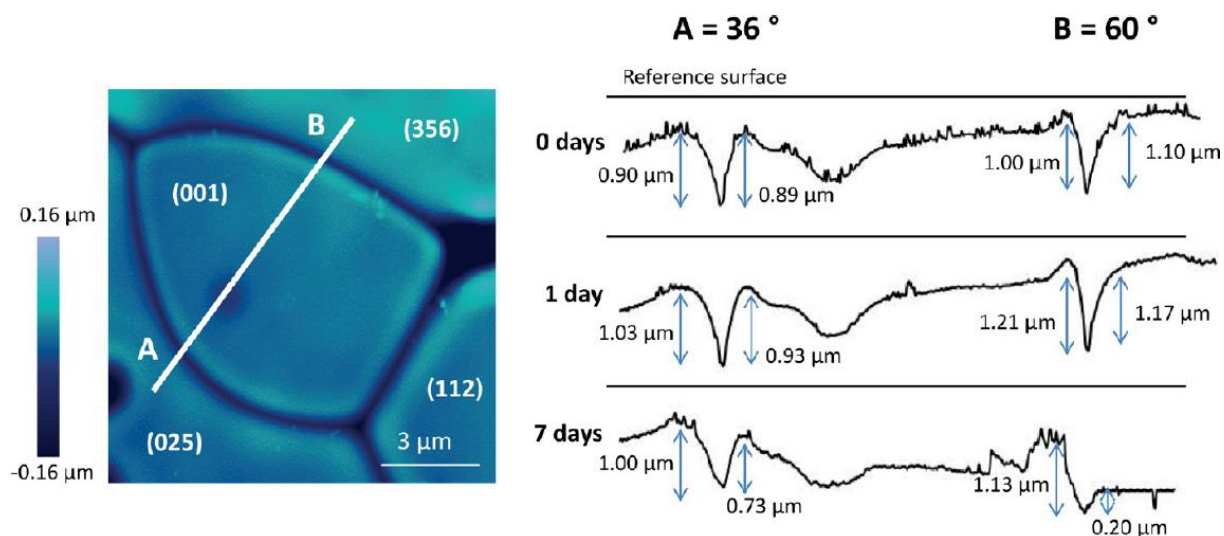 A = 36 °
B = 60 °
Reference surface
0.16 µm
-0.16 µm
A
B
(001)
(356)
(112)
(025)
3 µm
0 days
0.90 µm
0.89 µm
1.00 µm
1.10 µm
1 day
1.03 µm
0.93 µm
1.21 µm
1.17 µm
7 days
1.00 µm
0.73 µm
1.13 µm
0.20 µm